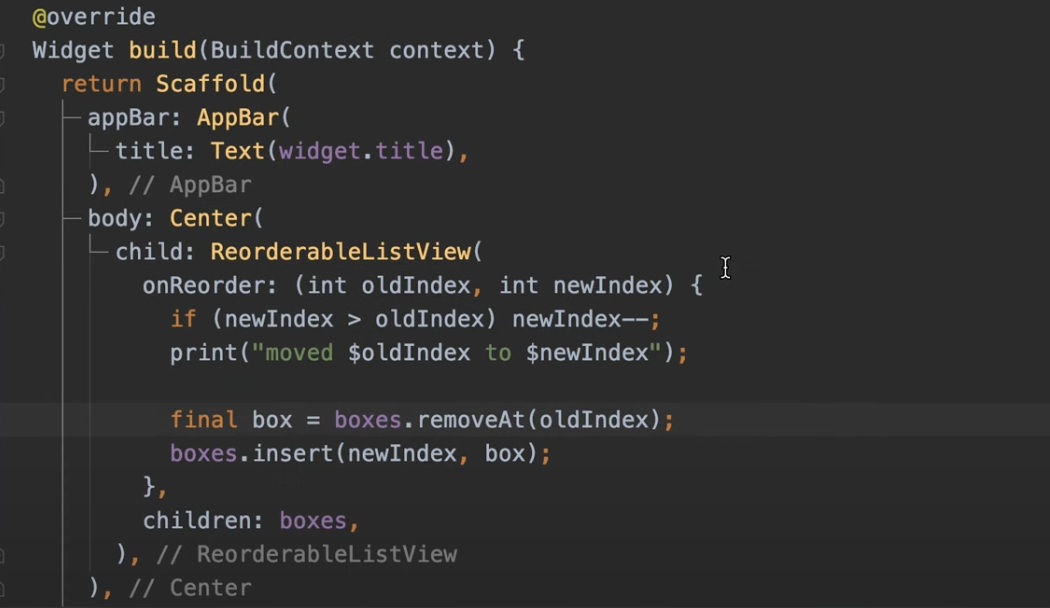 @override
Widget build(BuildContext context) {
return Scaffold(
appBar: AppBar(
title: Text(widget.title),
), // AppBar
body: Center(
child: ReorderableListView(
onReorder: (int oldIndex, int newIndex) {
if (newIndex > oldIndex) newIndex--;
print("moved $oldIndex to $newIndex");
final box = boxes.removeAt(oldIndex);
boxes.insert(newIndex, box);
},
children: boxes,
), // ReorderableListView
), // Center